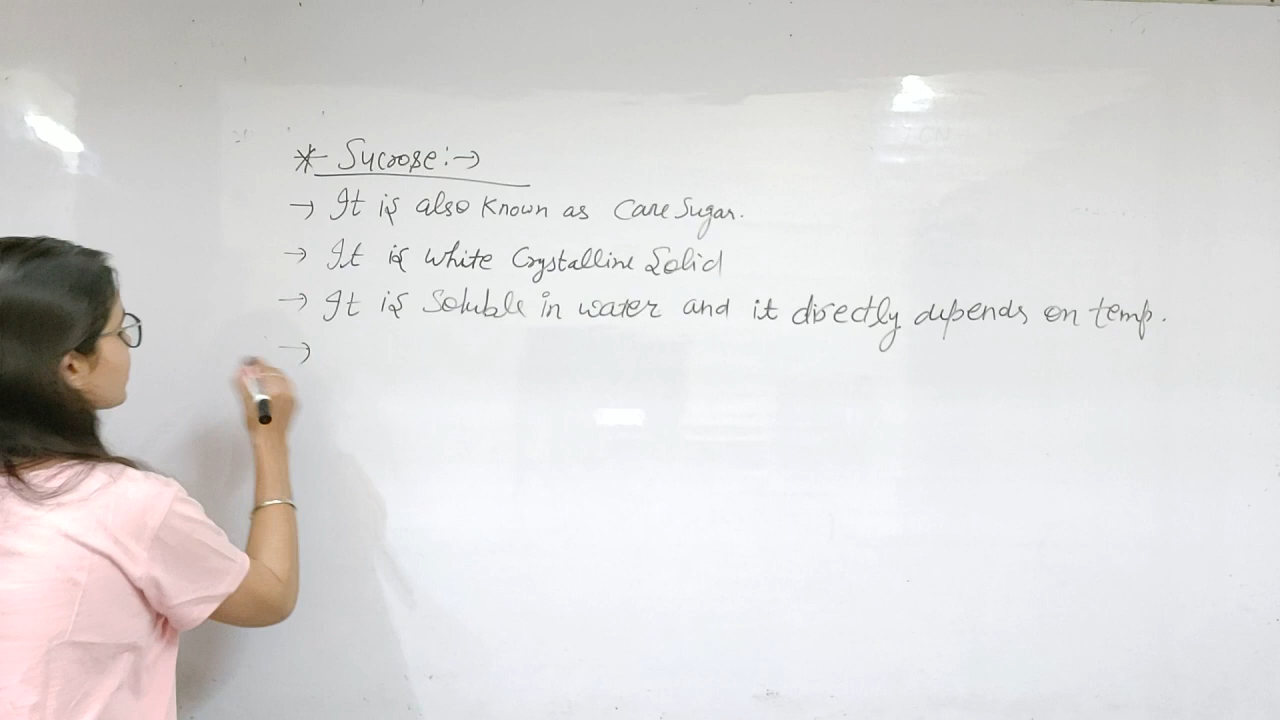 * Sucrose:→
→ It is also known as Cane Sugar.
→ It is white Crystalline Solid
→ It is Soluble in water and it directly depends on temp.
→